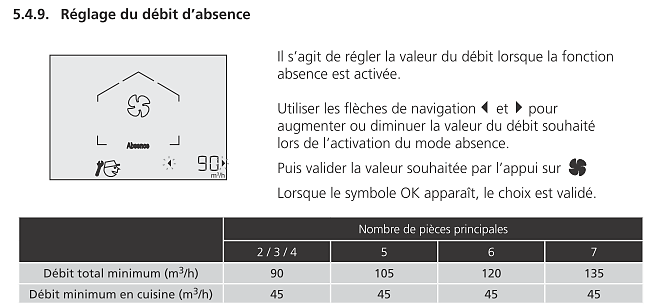 5.4.9. Réglage du débit d’absence
Il s’agit de régler la valeur du débit lorsque la fonction
absence est activée.
Absence
90
m³/h
Utiliser les flèches de navigation et pour
augmenter ou diminuer la valeur du débit souhaité
lors de l’activation du mode absence.
Puis valider la valeur souhaitée par l’appui sur
Lorsque le symbole OK apparaît, le choix est validé.
Nombre de pièces principales
2 / 3 / 4 5 6 7
Débit total minimum (m³/h) 90 105 120 135
Débit minimum en cuisine (m³/h) 45 45 45 45